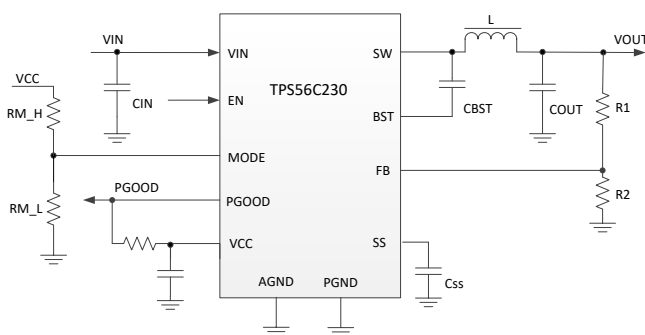 L
VIN
VIN
SW
VOUT
VCC
TPS56C230
CIN
EN
CBST
COUT
R1
RM_H
BST
MODE
FB
PGOOD
PGOOD
R2
RM_L
VCC
SS
Css
AGND
PGND